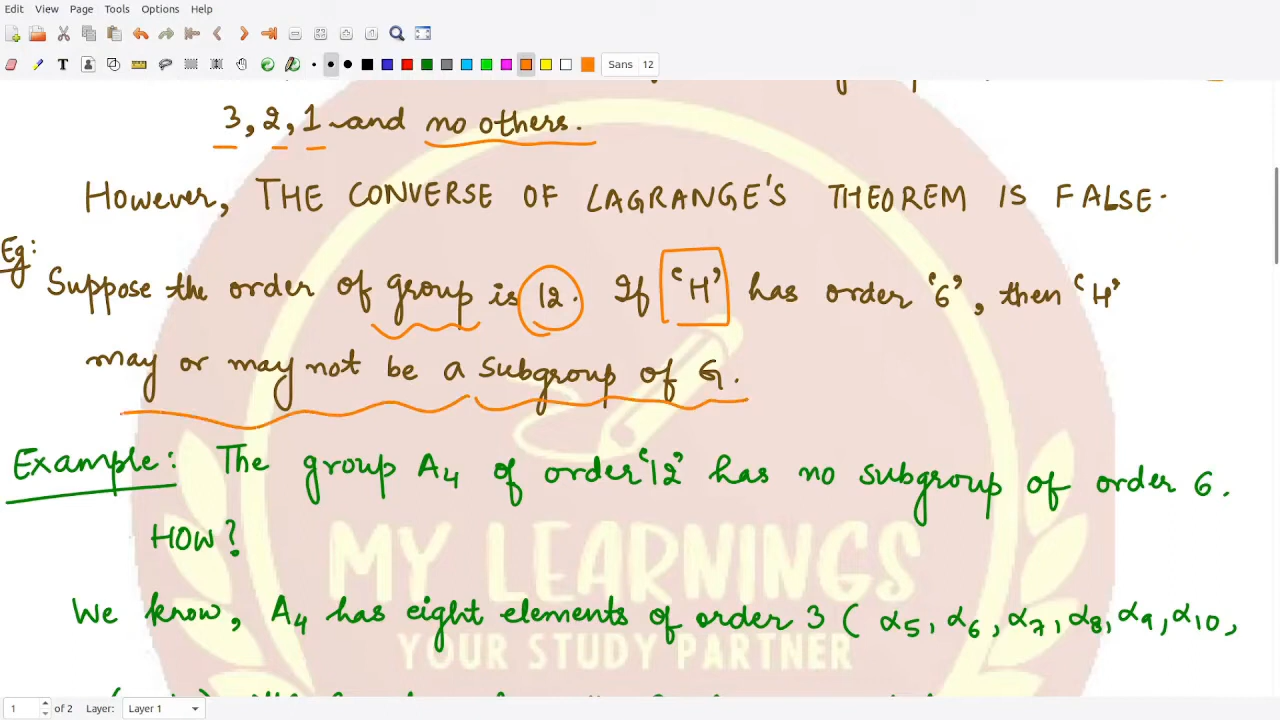 Edit View Page Tools Options Help
Sans 12
3, 2, 1 and no others.
However, THE CONVERSE OF LAGRANGE'S THEOREM IS FALSE.
Eg:
Suppose the order of group is 12. If 'H' has order '6', then 'H'
may or may not be a subgroup of G.
Example: The group A4 of order '12' has no subgroup of order 6.
HOW?
MY LEARNINGS
We know, A4 has eight elements of order 3 ( α5, α6, α7, α8, α9, α10,
YOUR STUDY PARTNER
1 of 2 Layer: Layer 1